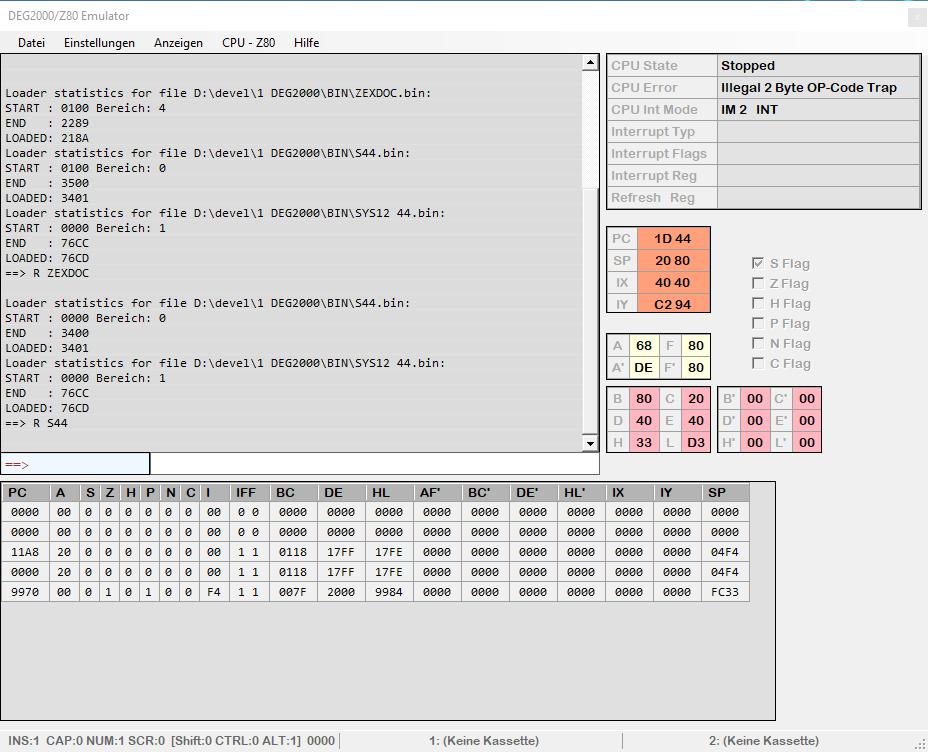 DEG2000/Z80 Emulator
x
Datei Einstellungen Anzeigen CPU - Z80 Hilfe
Loader statistics for file D:\devel\1 DEG2000\BIN\ZEXDOC.bin:
START : 0100 Bereich: 4
END   : 2289
LOADED: 218A
Loader statistics for file D:\devel\1 DEG2000\BIN\S44.bin:
START : 0100 Bereich: 0
END   : 3500
LOADED: 3401
Loader statistics for file D:\devel\1 DEG2000\BIN\SYS12 44.bin:
START : 0000 Bereich: 1
END   : 76CC
LOADED: 76CD
==> R ZEXDOC
Loader statistics for file D:\devel\1 DEG2000\BIN\S44.bin:
START : 0000 Bereich: 0
END   : 3400
LOADED: 3401
Loader statistics for file D:\devel\1 DEG2000\BIN\SYS12 44.bin:
START : 0000 Bereich: 1
END   : 76CC
LOADED: 76CD
==> R S44
==>
CPU State Stopped
CPU Error Illegal 2 Byte OP-Code Trap
CPU Int Mode IM 2 INT
Interrupt Typ
Interrupt Flags
Interrupt Reg
Refresh Reg
PC 1D 44
SP 20 80
IX 40 40
IY C2 94
S Flag
Z Flag
H Flag
P Flag
N Flag
C Flag
A 68 F 80
A' DE F' 80
B 80 C 20 B' 00 C' 00
D 40 E 40 D' 00 E' 00
H 33 L D3 H' 00 L' 00
PC A S Z H P N C I IFF BC DE HL AF' BC' DE' HL' IX IY SP
0000 00 0 0 0 0 0 0 00 0 0 0000 0000 0000 0000 0000 0000 0000 0000 0000 0000
0000 00 0 0 0 0 0 0 00 0 0 0000 0000 0000 0000 0000 0000 0000 0000 0000 0000
11A8 20 0 0 0 0 0 0 00 1 1 0118 17FF 17FE 0000 0000 0000 0000 0000 0000 04F4
0000 20 0 0 0 0 0 0 00 1 1 0118 17FF 17FE 0000 0000 0000 0000 0000 0000 04F4
9970 00 0 1 0 1 0 0 F4 1 1 007F 2000 9984 0000 0000 0000 0000 0000 0000 FC33
INS:1 CAP:0 NUM:1 SCR:0 [Shift:0 CTRL:0 ALT:1] 0000 1: (Keine Kassette) 2: (Keine Kassette)